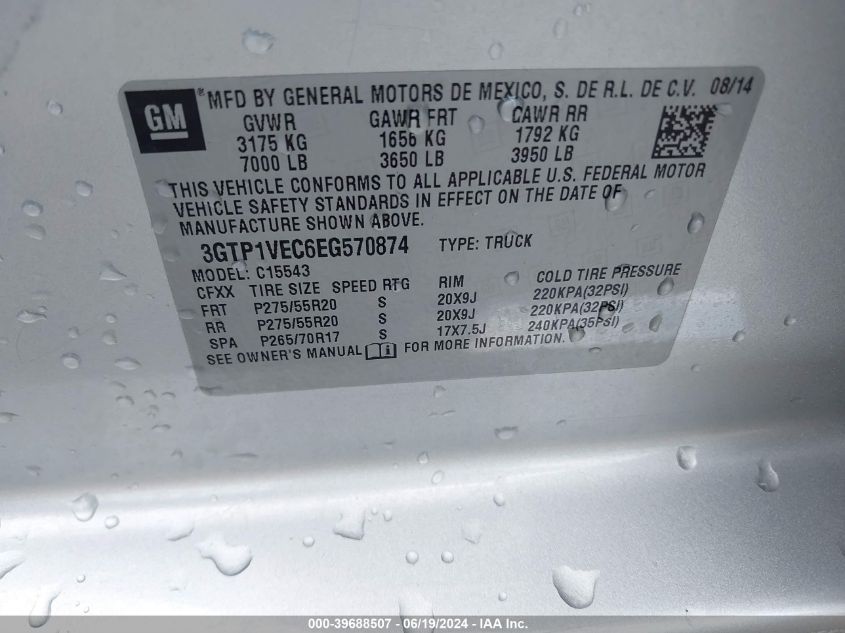 GM ® MFD BY GENERAL MOTORS DE MEXICO, S. DE R.L. DE C.V. 08/14
GVWR GAWR FRT GAWR RR
3175 KG 1656 KG 1792 KG
7000 LB 3650 LB 3950 LB
THIS VEHICLE CONFORMS TO ALL APPLICABLE U.S. FEDERAL MOTOR
VEHICLE SAFETY STANDARDS IN EFFECT ON THE DATE OF
MANUFACTURE SHOWN ABOVE.
3GTP1VEC6EG570874 TYPE: TRUCK
MODEL: C15543
CFXX TIRE SIZE SPEED RTG RIM COLD TIRE PRESSURE
FRT P275/55R20 S 20X9J 220KPA(32PSI)
RR P275/55R20 S 20X9J 220KPA(32PSI)
SPA P265/70R17 S 17X7.5J 240KPA(35PSI)
SEE OWNER'S MANUAL FOR MORE INFORMATION.
000-39688507 - 06/19/2024 - IAA Inc.